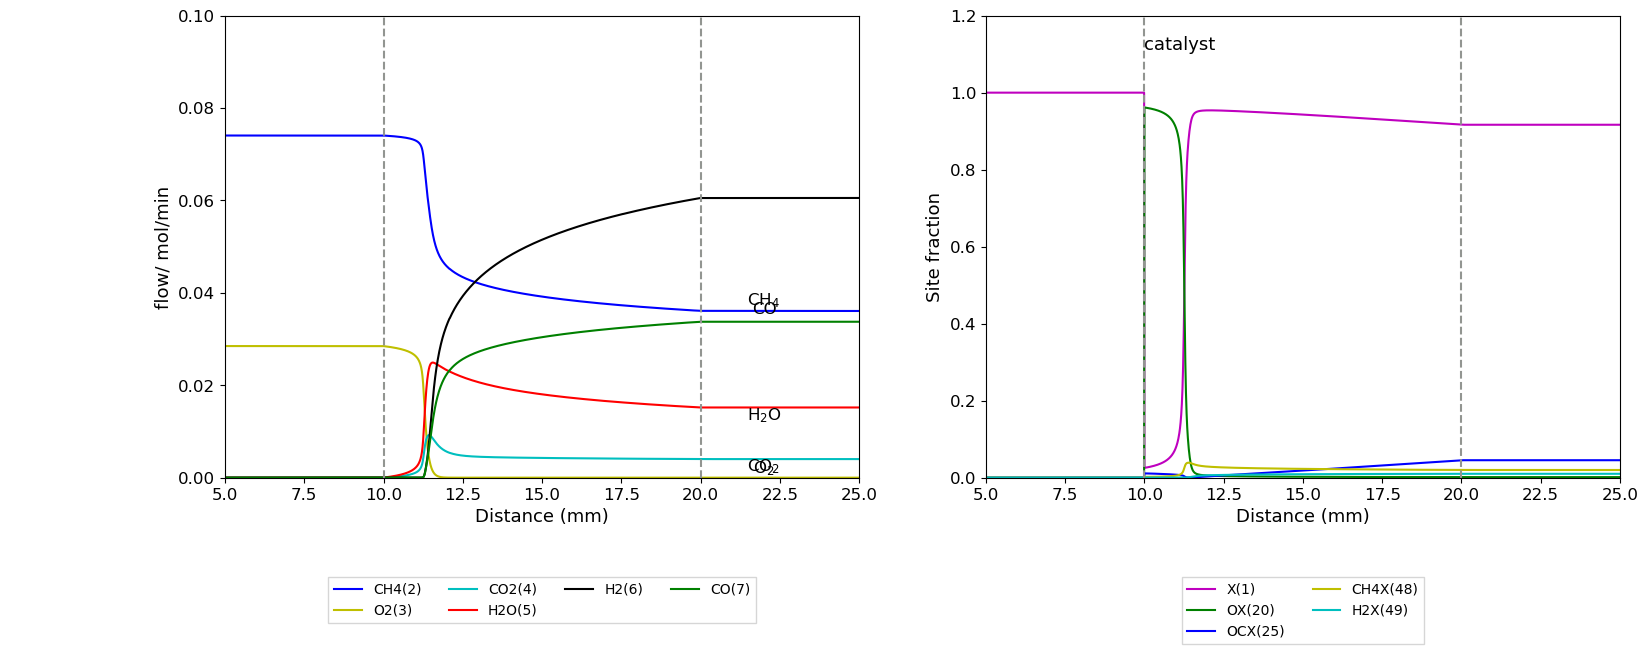 0.10
0.08
0.06
0.04
0.02
0.00
flow/ mol/min
CH4
CO
H2O
CO2
O2
5.0 7.5 10.0 12.5 15.0 17.5 20.0 22.5 25.0
Distance (mm)
CH4(2) CO2(4) H2(6) CO(7)
O2(3) H2O(5)
1.2
1.0
0.8
0.6
0.4
0.2
0.0
Site fraction
catalyst
5.0 7.5 10.0 12.5 15.0 17.5 20.0 22.5 25.0
Distance (mm)
X(1) CH4X(48)
OX(20) H2X(49)
OCX(25)